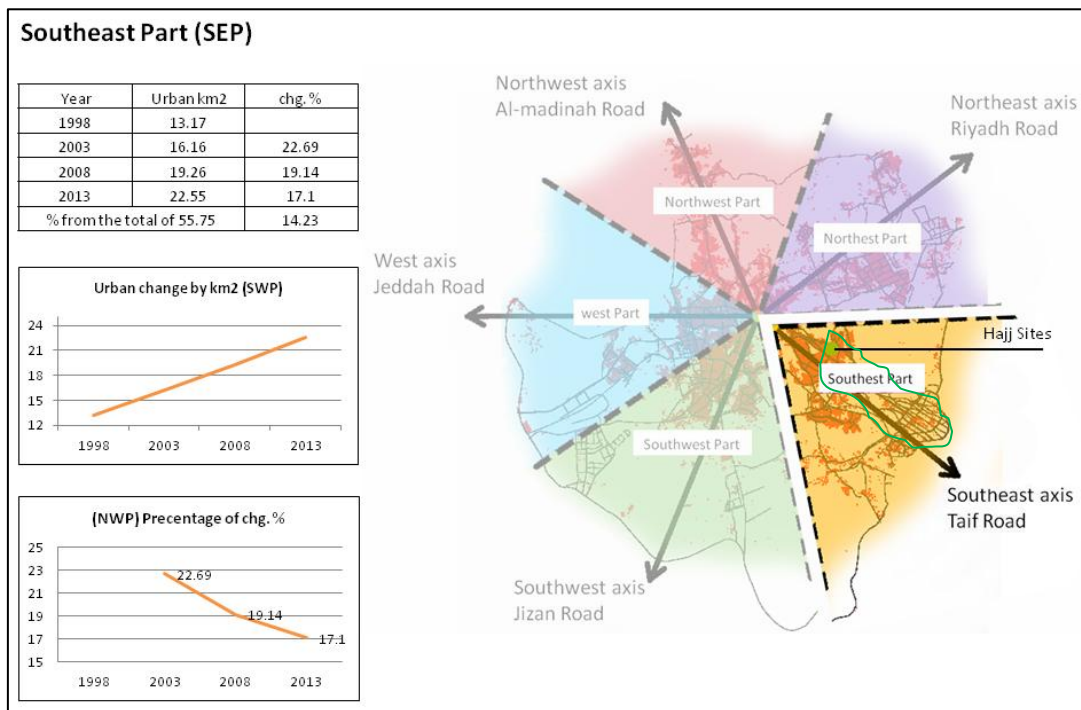 Southeast Part (SEP)
Year Urban km2 chg. %
1998 13.17
2003 16.16 22.69
2008 19.26 19.14
2013 22.55 17.1
% from the total of 55.75 14.23
Urban change by km2 (SWP)
24
21
18
15
12
1998 2003 2008 2013
(NWP) Precentage of chg. %
25
23
21
19
17
15
22.69
19.14
17.1
1998 2003 2008 2013
Northwest axis
Al-madinah Road
Northeast axis
Riyadh Road
Northwest Part
Northest Part
West axis
Jeddah Road
west Part
Hajj Sites
Southest Part
Southwest Part
Southeast axis
Taif Road
Southwest axis
Jizan Road